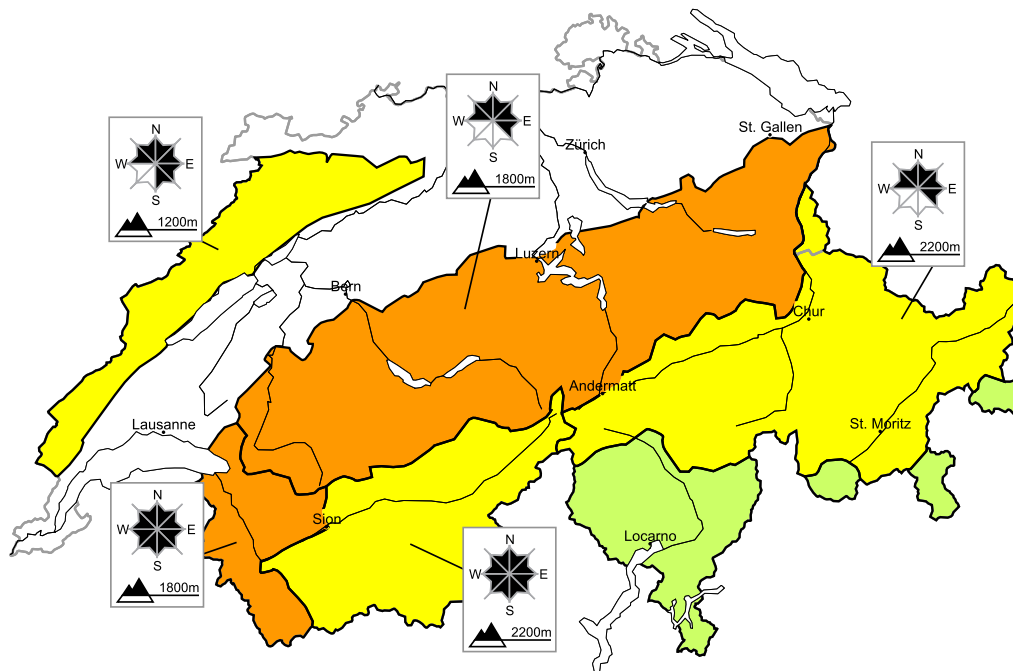 N
W E
S
1200m
N
W E
S
1800m
Zürich
St. Gallen
N
W E
S
2200m
Luzern
Bern
Chur
Andermatt
Lausanne
St. Moritz
N
W E
S
1800m
Sion
Locarno
N
W E
S
2200m